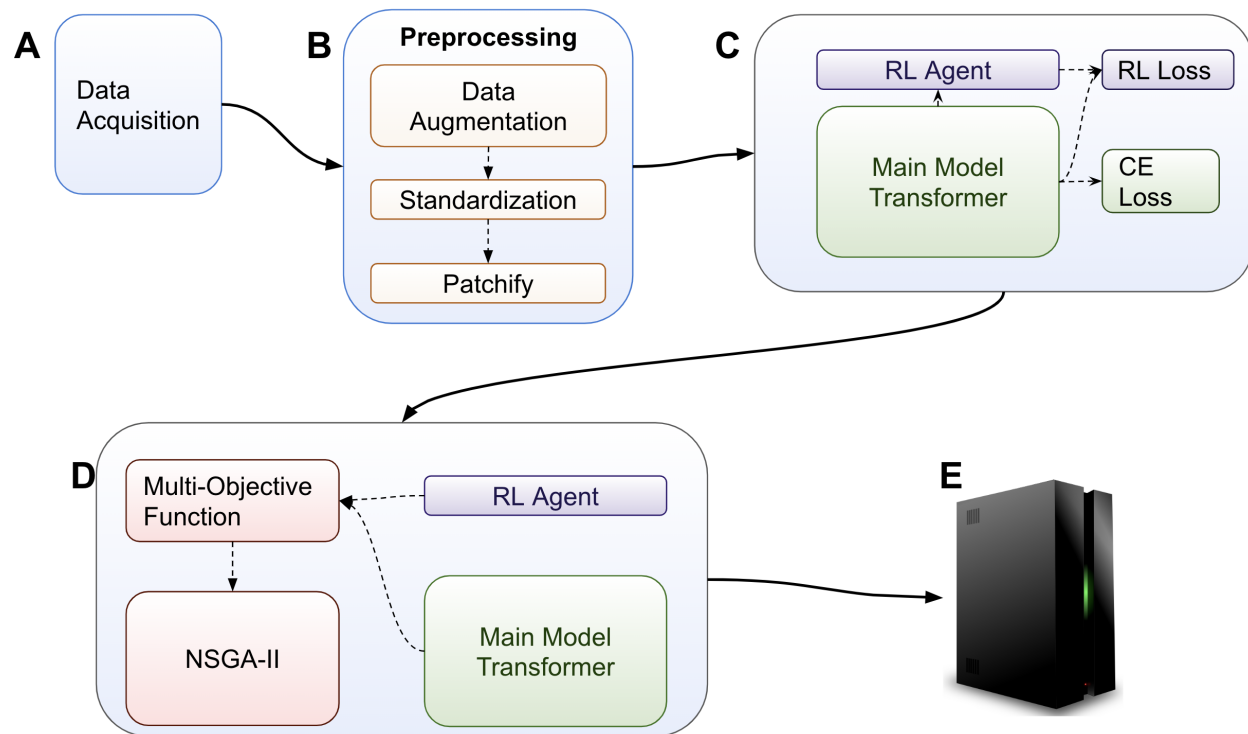 A
Data
Acquisition
B
Preprocessing
Data
Augmentation
Standardization
Patchify
C
RL Agent
RL Loss
Main Model
Transformer
CE
Loss
D
Multi-Objective
Function
RL Agent
NSGA-II
Main Model
Transformer
E